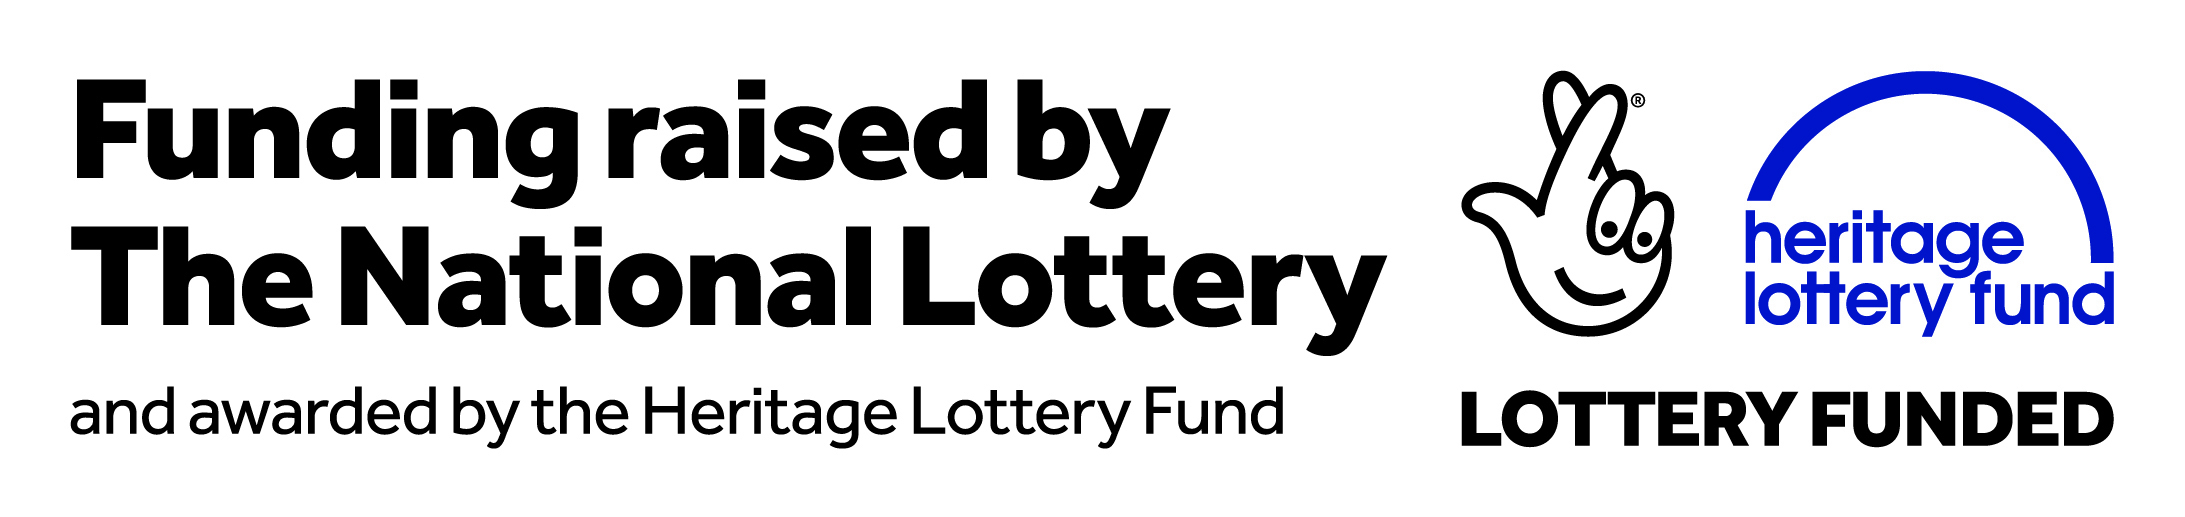 Funding raised by
The National Lottery
and awarded by the Heritage Lottery Fund
®
heritage
lottery fund
LOTTERY FUNDED